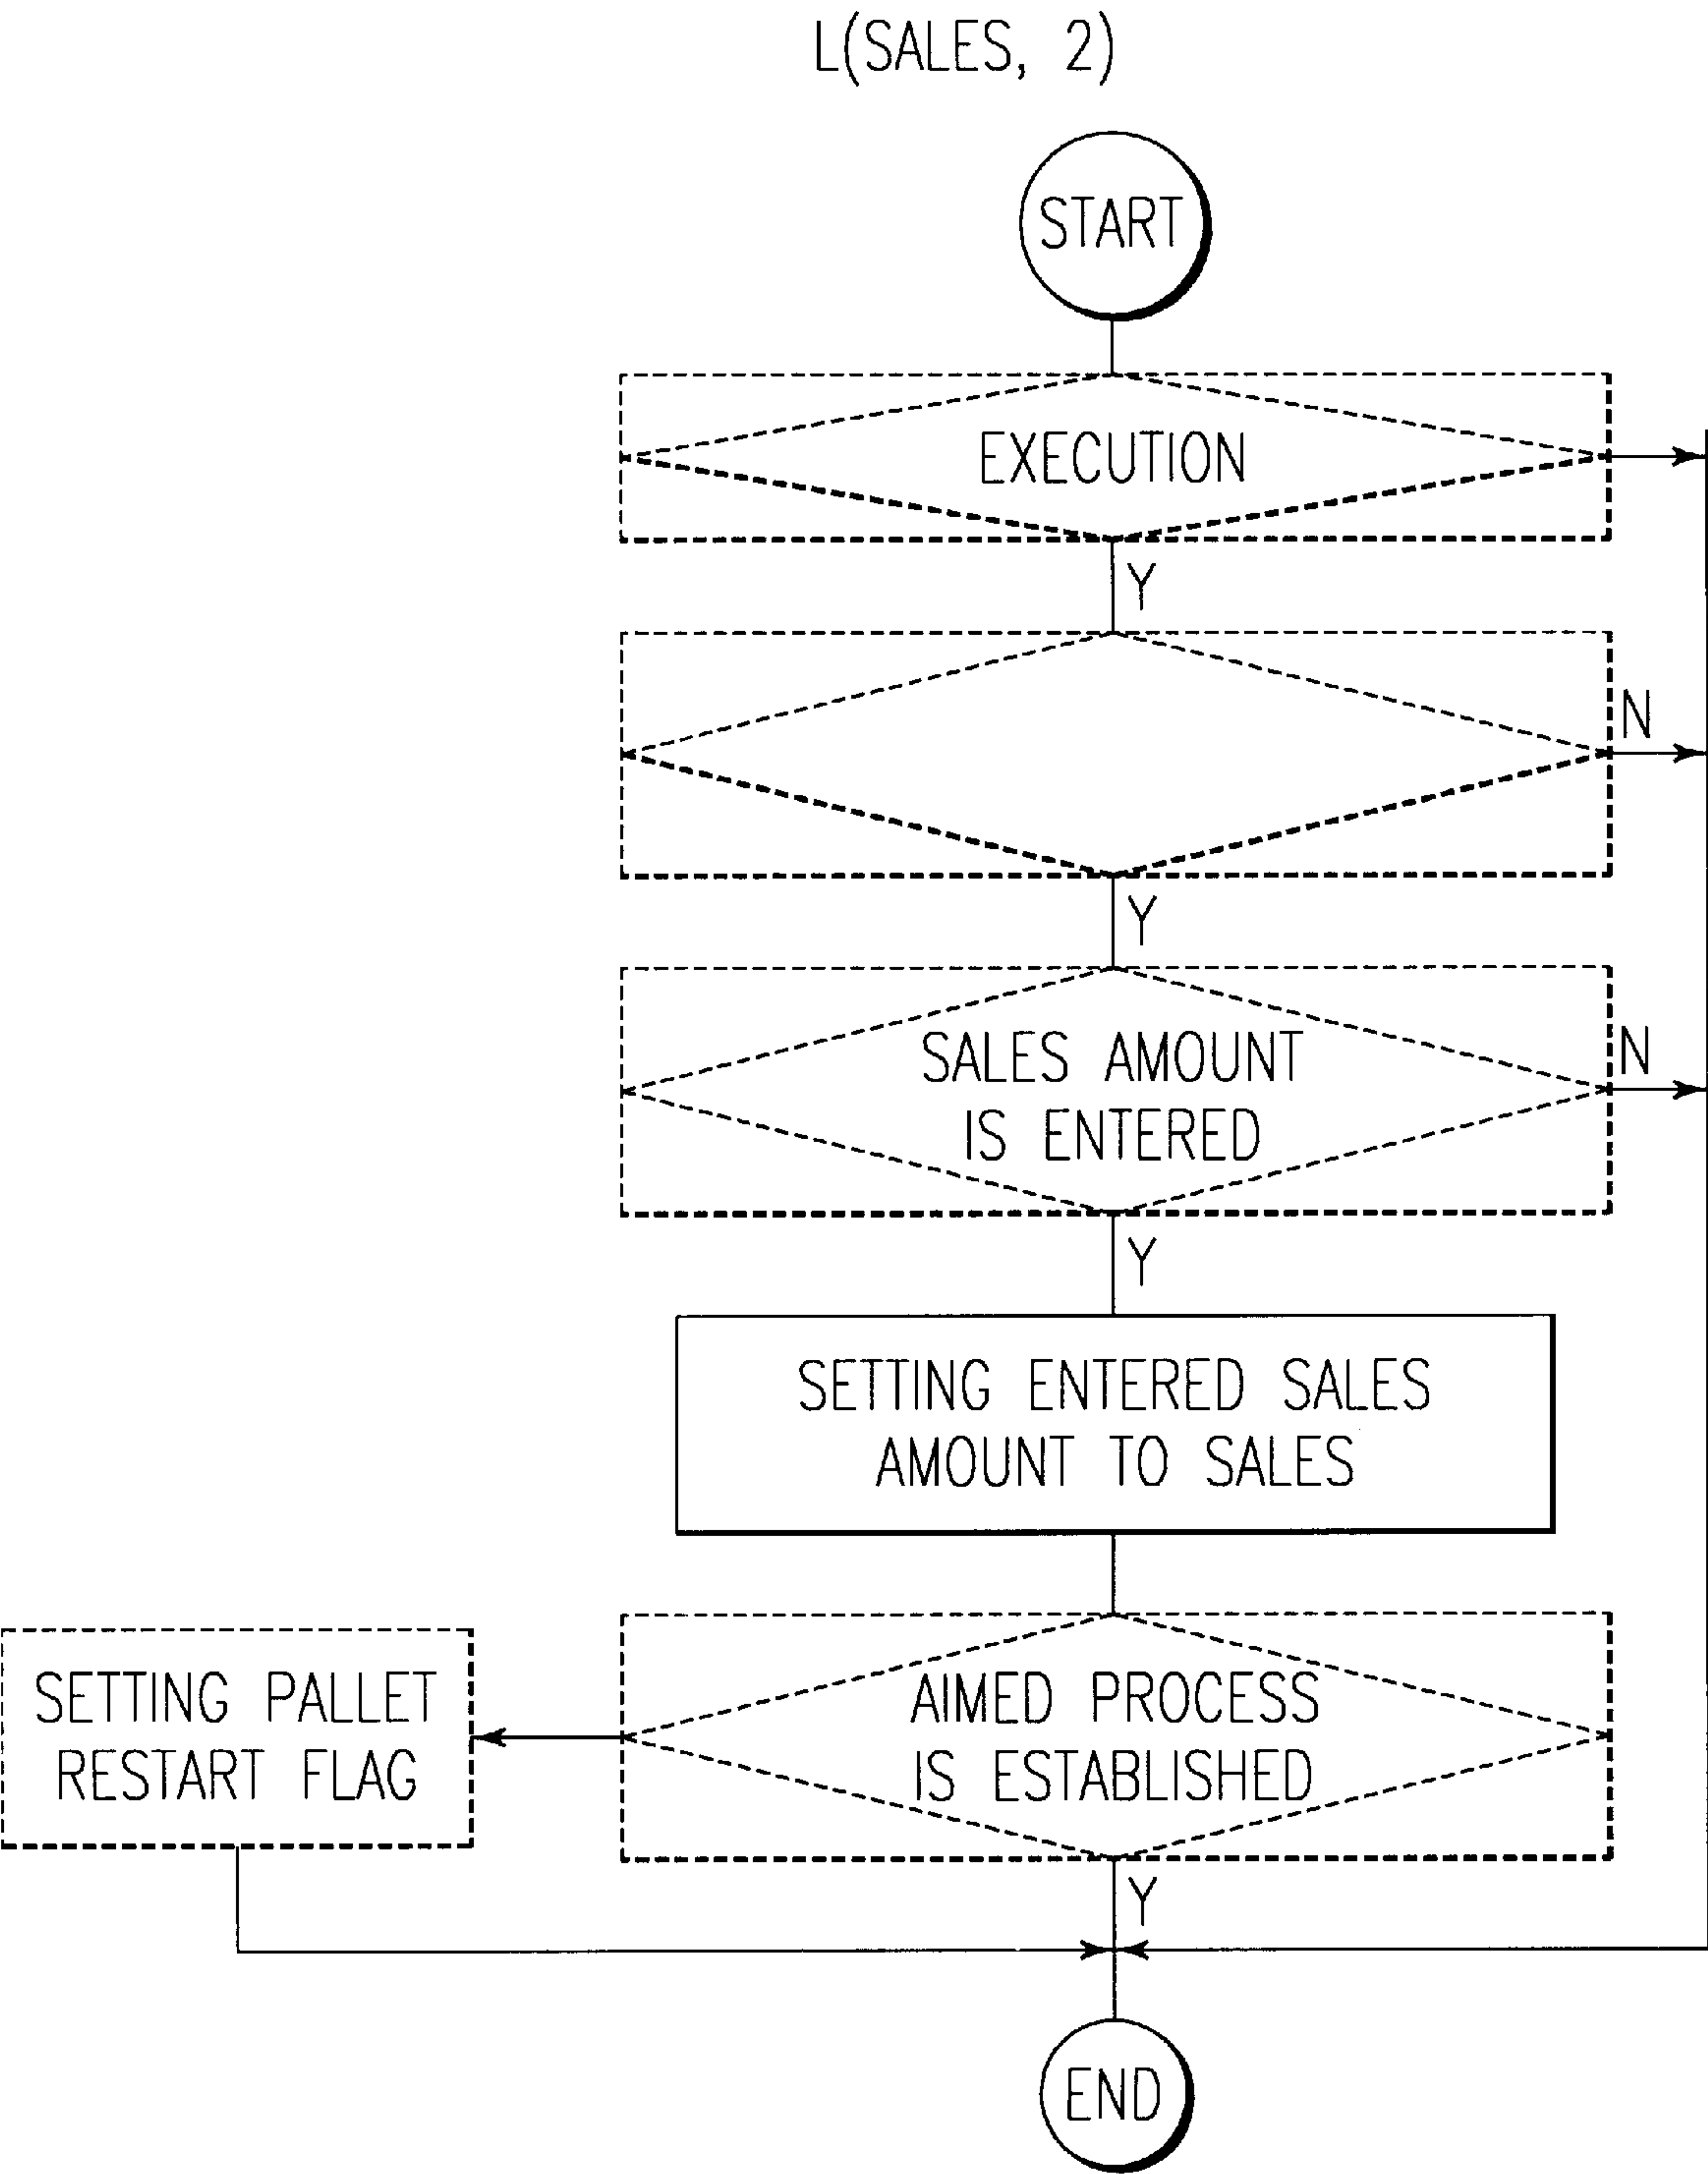 L(SALES, 2)
START
EXECUTION
Y
N
Y
SALES AMOUNT
IS ENTERED
N
Y
SETTING ENTERED SALES
AMOUNT TO SALES
SETTING PALLET
RESTART FLAG
AIMED PROCESS
IS ESTABLISHED
Y
END